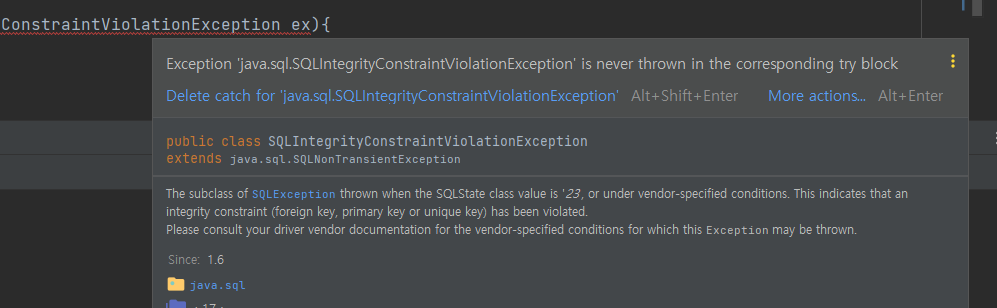 ConstraintViolationException ex){
Exception 'java.sql.SQLIntegrityConstraintViolationException' is never thrown in the corresponding try block
Delete catch for 'java.sql.SQLIntegrityConstraintViolationException' Alt+Shift+Enter More actions... Alt+Enter
public class SQLIntegrityConstraintViolationException
extends java.sql.SQLNonTransientException
The subclass of SQLException thrown when the SQLState class value is '23', or under vendor-specified conditions. This indicates that an
integrity constraint (foreign key, primary key or unique key) has been violated.
Please consult your driver vendor documentation for the vendor-specified conditions for which this Exception may be thrown.
Since: 1.6
java.sql
< 17 >